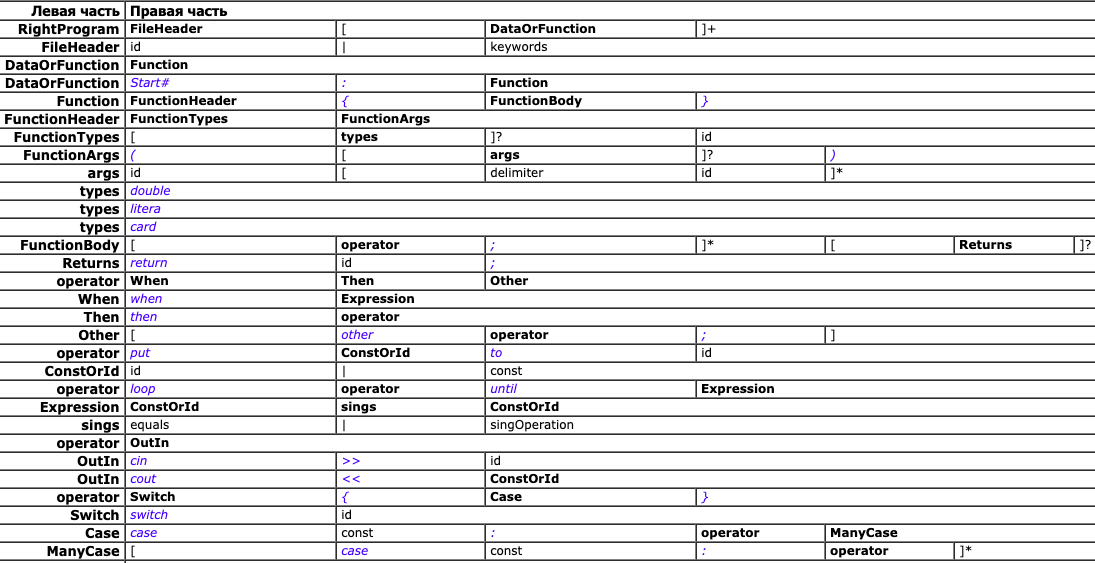 Левая часть Правая часть
RightProgram FileHeader [ DataOrFunction ]+
FileHeader id | keywords
DataOrFunction Function
DataOrFunction Start# : Function
Function FunctionHeader { FunctionBody }
FunctionHeader FunctionTypes FunctionArgs
FunctionTypes [ types ]? id
FunctionArgs ( [ args ]? )
args id [ delimiter id ]*
types double
types litera
types card
FunctionBody [ operator ; ]* [ Returns ]?
Returns return id ;
operator When Then Other
When when Expression
Then then operator
Other [ other operator ; ]
operator put ConstOrId to id
ConstOrId id | const
operator loop operator until Expression
Expression ConstOrId sings ConstOrId
sings equals | singOperation
operator OutIn
OutIn cin >> id
OutIn cout << ConstOrId
operator Switch { Case }
Switch switch id
Case case const : operator ManyCase
ManyCase [ case const : operator ]*